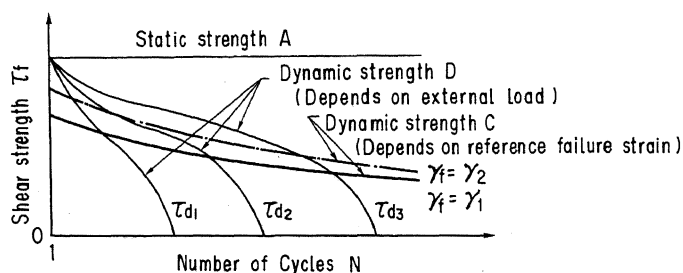 Static strength A
Dynamic strength D
(Depends on external load)
Dynamic strength C
(Depends on reference failure strain)
γf = γ2
γf = γ1
τd1
τd2
τd3
Shear strength τf
0
1
Number of Cycles N